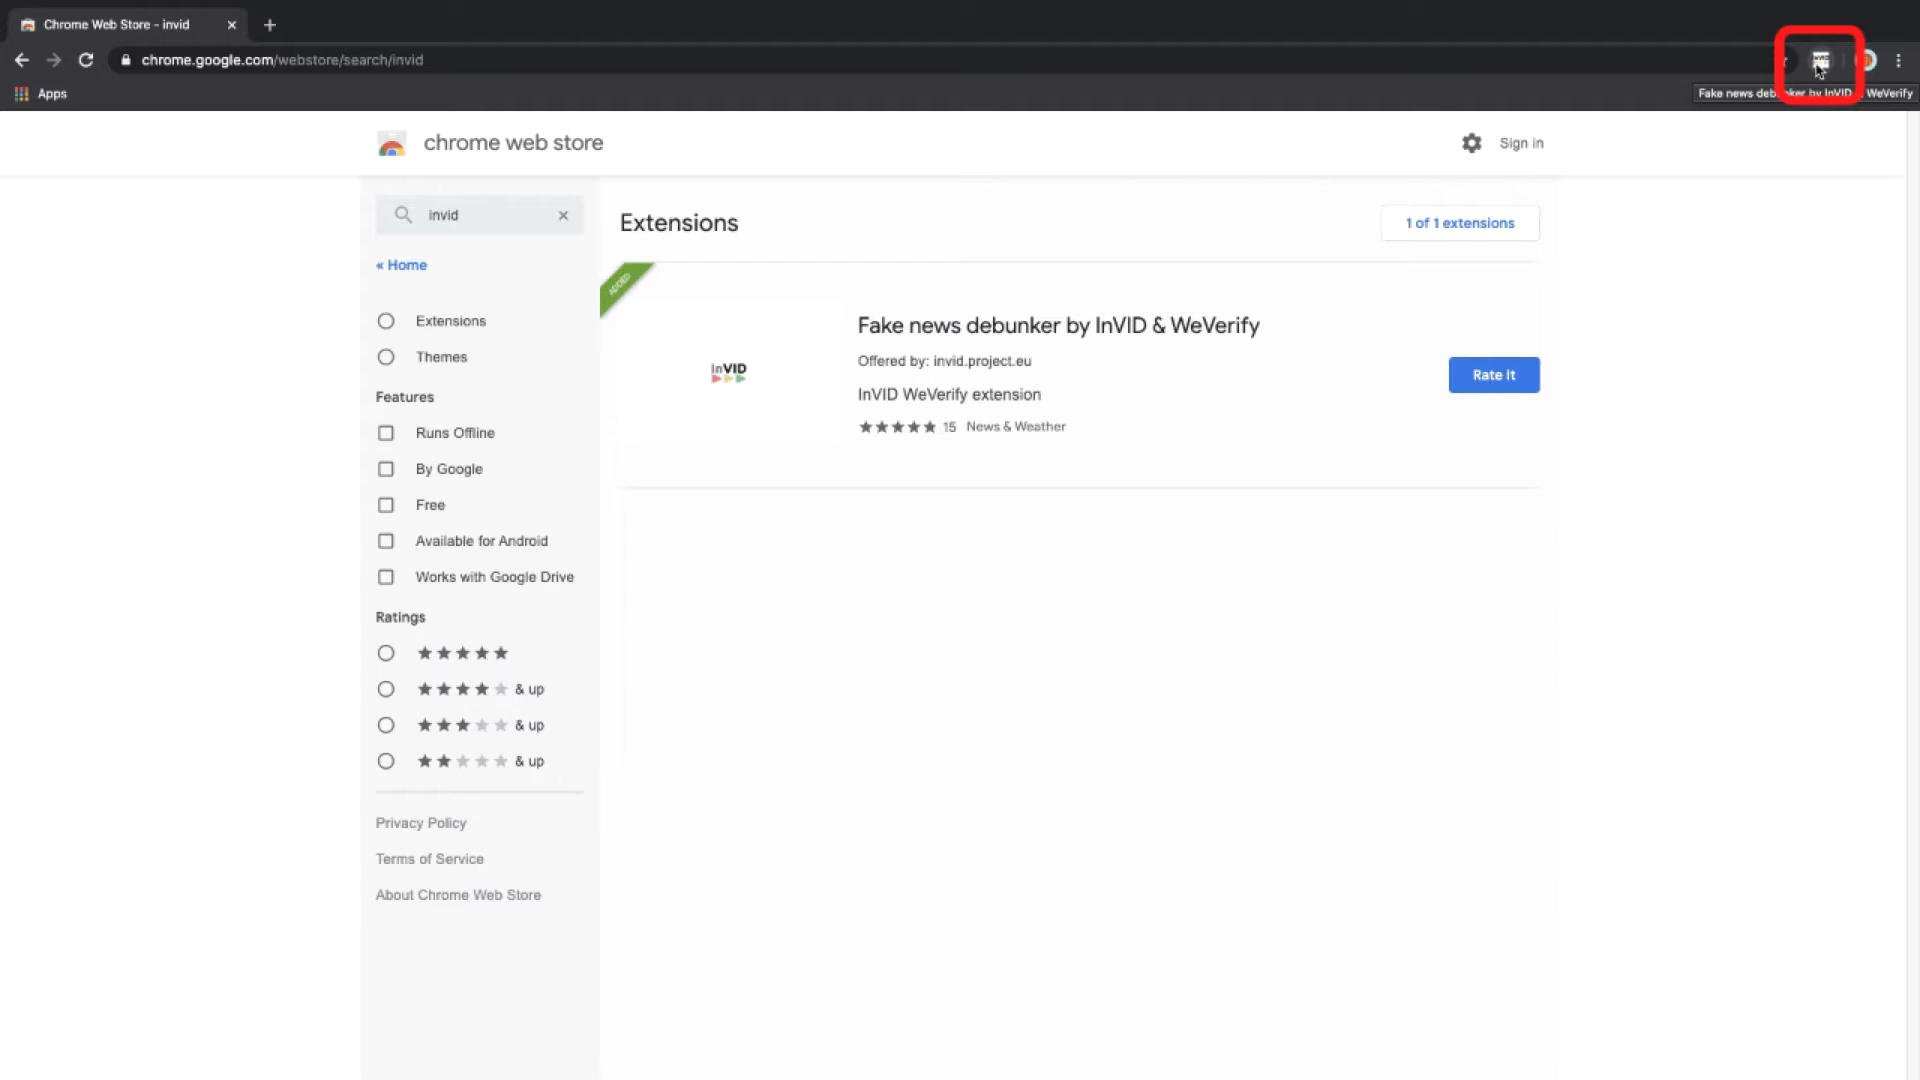 Chrome Web Store - invid
chrome.google.com/webstore/search/invid
Apps
Fake news debunker by InVID & WeVerify
chrome web store
Sign in
invid
« Home
Extensions
Themes
Features
Runs Offline
By Google
Free
Available for Android
Works with Google Drive
Ratings
& up
& up
& up
Privacy Policy
Terms of Service
About Chrome Web Store
Extensions
1 of 1 extensions
ADDED
InVID
Fake news debunker by InVID & WeVerify
Offered by: invid.project.eu
InVID WeVerify extension
15 News & Weather
Rate it